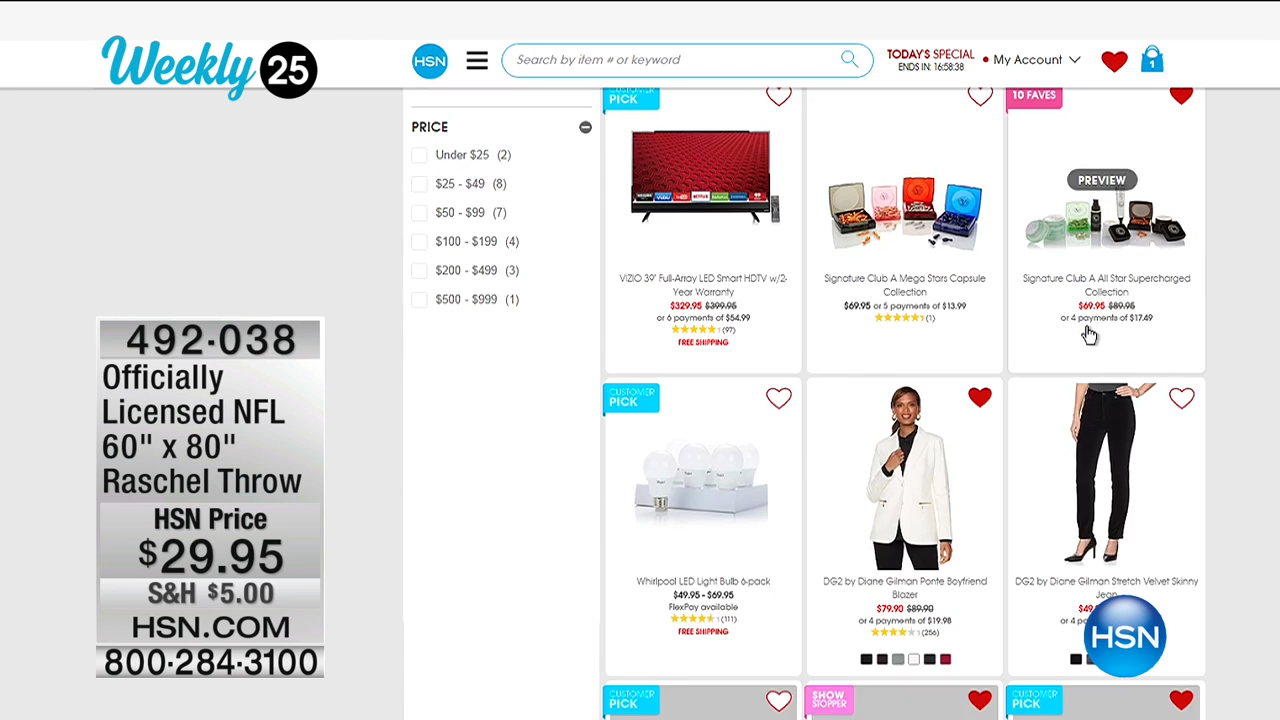 Weekly 25
HSN
Search by item # or keyword
TODAY'S SPECIAL
ENDS IN: 16:58:38
My Account
1
PRICE
Under $25 (2)
$25 - $49 (8)
$50 - $99 (7)
$100 - $199 (4)
$200 - $499 (3)
$500 - $999 (1)
CUSTOMER
PICK
VIZIO 39" Full-Array LED Smart HDTV w/2-
Year Warranty
$329.95 $399.95
or 6 payments of $54.99
(97)
FREE SHIPPING
Signature Club A Mega Stars Capsule
Collection
$69.95 or 5 payments of $13.99
(1)
10 FAVES
PREVIEW
Signature Club A All Star Supercharged
Collection
$69.95 $89.95
or 4 payments of $17.49
CUSTOMER
PICK
Whirlpool LED Light Bulb 6-pack
$49.95 - $69.95
FlexPay available
(111)
FREE SHIPPING
DG2 by Diane Gilman Ponte Boyfriend
Blazer
$79.90 $89.90
or 4 payments of $19.98
(256)
DG2 by Diane Gilman Stretch Velvet Skinny
Jean
or 4
HSN
CUSTOMER
PICK
SHOW
STOPPER
CUSTOMER
PICK
492-038
Officially
Licensed NFL
60" x 80"
Raschel Throw
HSN Price
$29.95
S&H $5.00
HSN.COM
800-284-3100